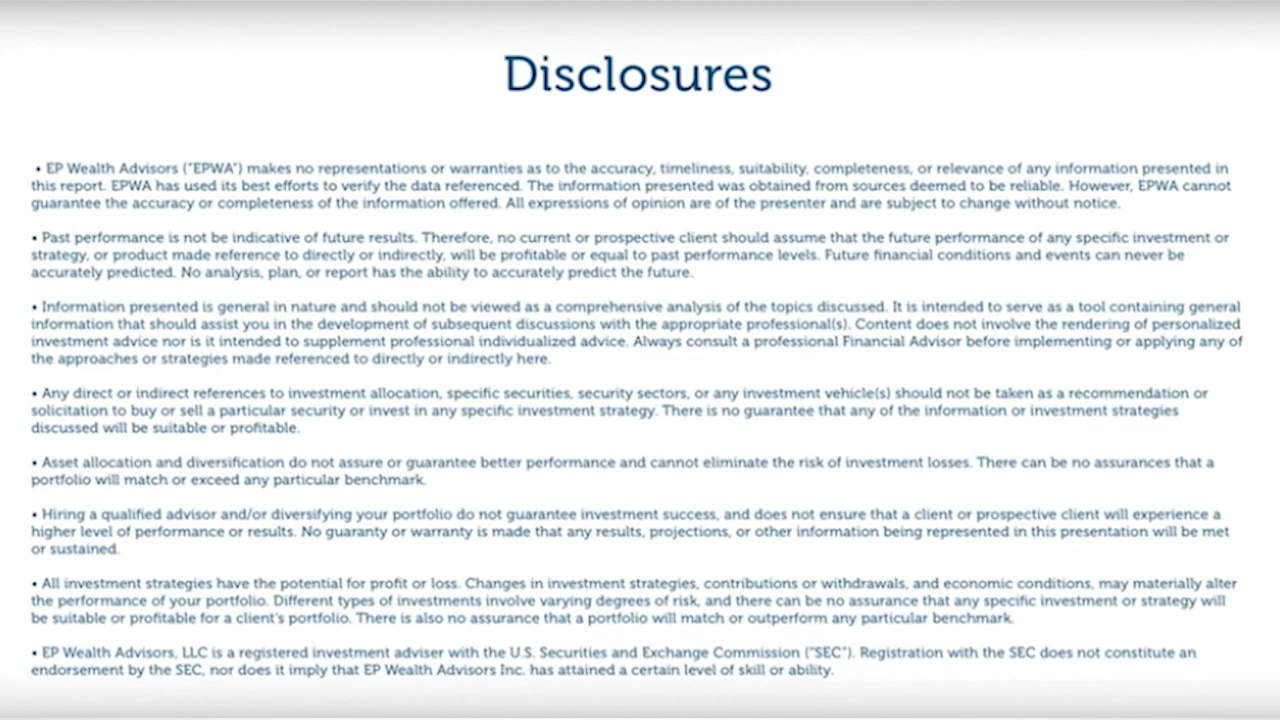 Disclosures
• EP Wealth Advisors ("EPWA") makes no representations or warranties as to the accuracy, timeliness, suitability, completeness, or relevance of any information presented in
this report. EPWA has used its best efforts to verify the data referenced. The information presented was obtained from sources deemed to be reliable. However, EPWA cannot
guarantee the accuracy or completeness of the information offered. All expressions of opinion are of the presenter and are subject to change without notice.
• Past performance is not be indicative of future results. Therefore, no current or prospective client should assume that the future performance of any specific investment or
strategy, or product made reference to directly or indirectly, will be profitable or equal to past performance levels. Future financial conditions and events can never be
accurately predicted. No analysis, plan, or report has the ability to accurately predict the future.
• Information presented is general in nature and should not be viewed as a comprehensive analysis of the topics discussed. It is intended to serve as a tool containing general
information that should assist you in the development of subsequent discussions with the appropriate professional(s). Content does not involve the rendering of personalized
investment advice nor is it intended to supplement professional individualized advice. Always consult a professional Financial Advisor before implementing or applying any of
the approaches or strategies made referenced to directly or indirectly here.
• Any direct or indirect references to investment allocation, specific securities, security sectors, or any investment vehicle(s) should not be taken as a recommendation or
solicitation to buy or sell a particular security or invest in any specific investment strategy. There is no guarantee that any of the information or investment strategies
discussed will be suitable or profitable.
• Asset allocation and diversification do not assure or guarantee better performance and cannot eliminate the risk of investment losses. There can be no assurances that a
portfolio will match or exceed any particular benchmark.
• Hiring a qualified advisor and/or diversifying your portfolio do not guarantee investment success, and does not ensure that a client or prospective client will experience a
higher level of performance or results. No guaranty or warranty is made that any results, projections, or other information being represented in this presentation will be met
or sustained.
• All investment strategies have the potential for profit or loss. Changes in investment strategies, contributions or withdrawals, and economic conditions, may materially alter
the performance of your portfolio. Different types of investments involve varying degrees of risk, and there can be no assurance that any specific investment or strategy will
be suitable or profitable for a client's portfolio. There is also no assurance that a portfolio will match or outperform any particular benchmark.
• EP Wealth Advisors, LLC is a registered investment adviser with the U.S. Securities and Exchange Commission ("SEC"). Registration with the SEC does not constitute an
endorsement by the SEC, nor does it imply that EP Wealth Advisors Inc. has attained a certain level of skill or ability.